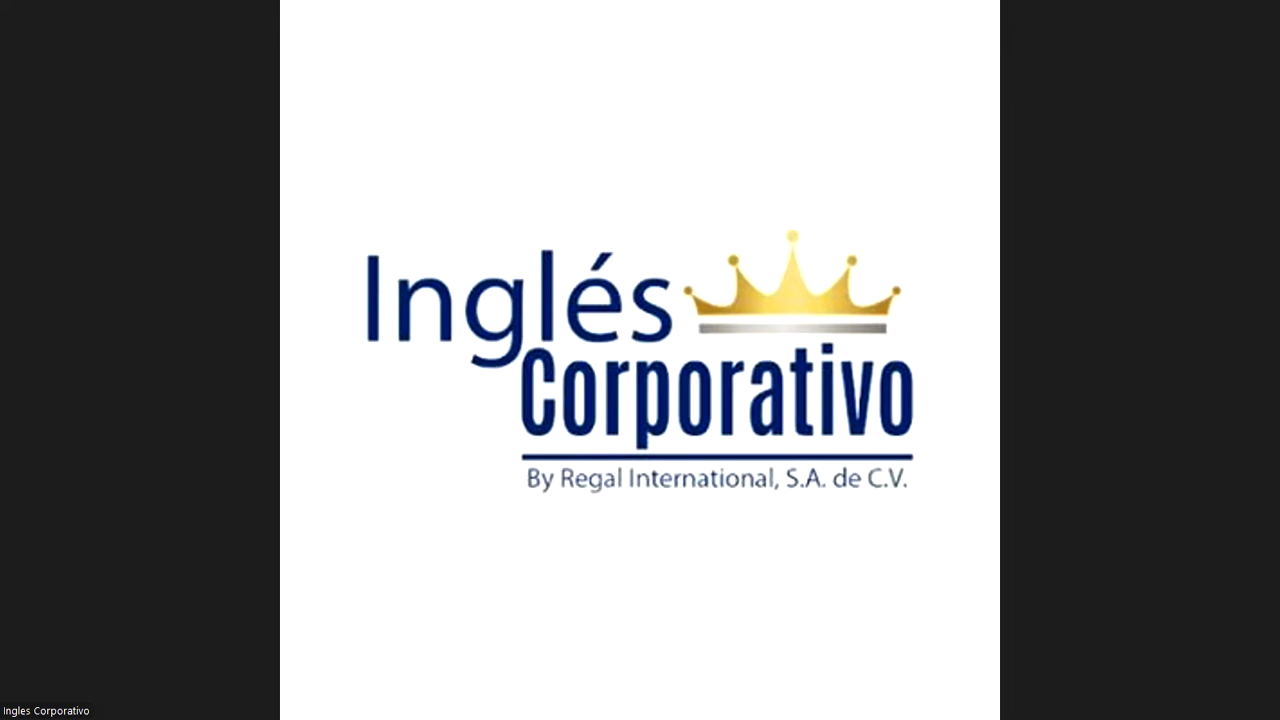 Inglés
Corporativo
By Regal International, S.A. de C.V.
Ingles Corporativo